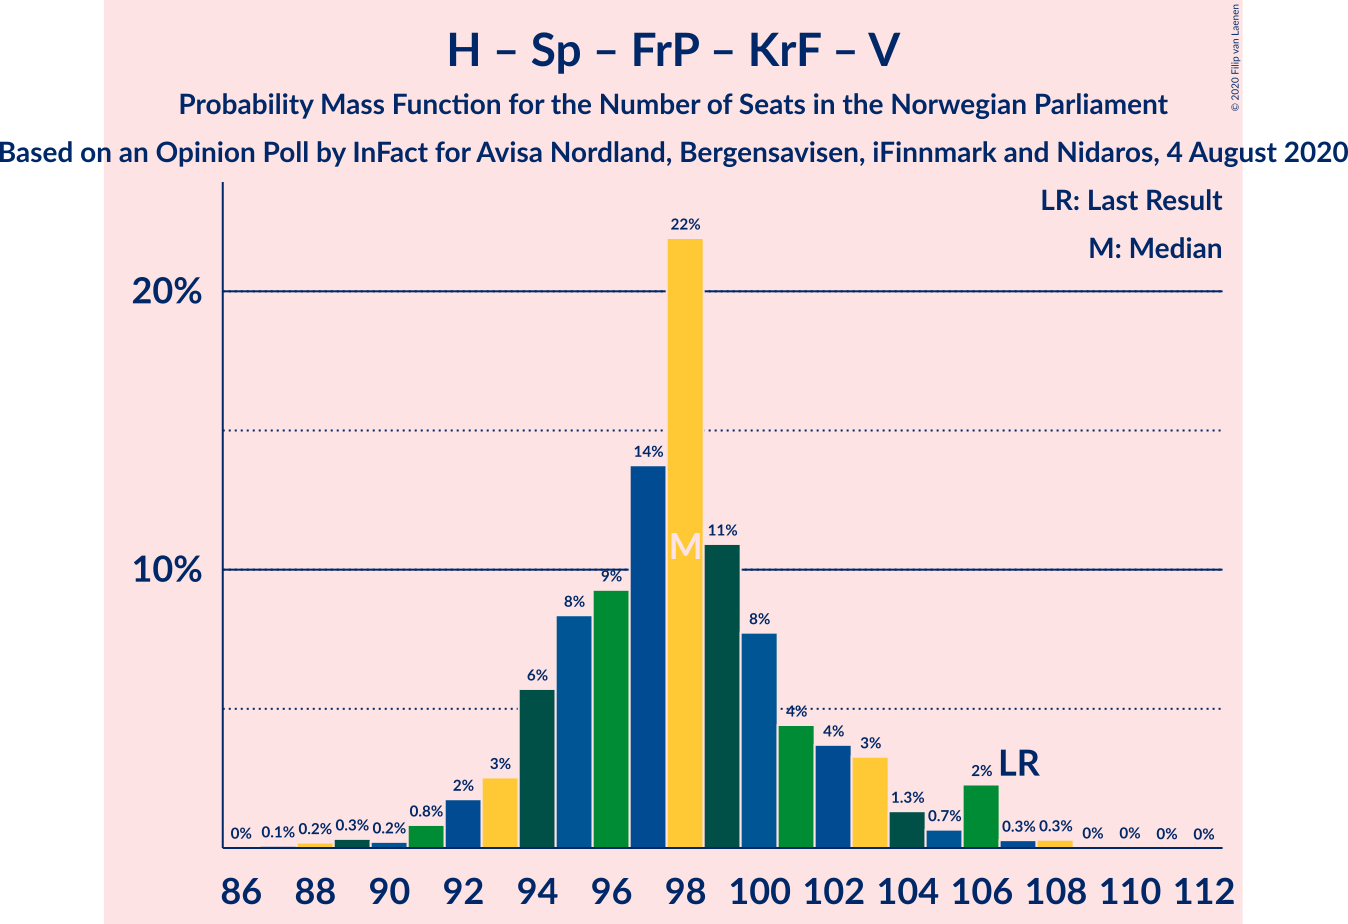 H – Sp – FrP – KrF – V
Probability Mass Function for the Number of Seats in the Norwegian Parliament
Based on an Opinion Poll by InFact for Avisa Nordland, Bergensavisen, iFinnmark and Nidaros, 4 August 2020
© 2020 Filip van Laenen
LR: Last Result
M: Median
20%
10%
0% 0.1% 0.2% 0.3% 0.2% 0.8% 2% 3% 6% 8% 9% 14% 22% 11% 8% 4% 4% 3% 1.3% 0.7% 2% 0.3% 0.3% 0% 0% 0% 0%
M
LR
86 88 90 92 94 96 98 100 102 104 106 108 110 112